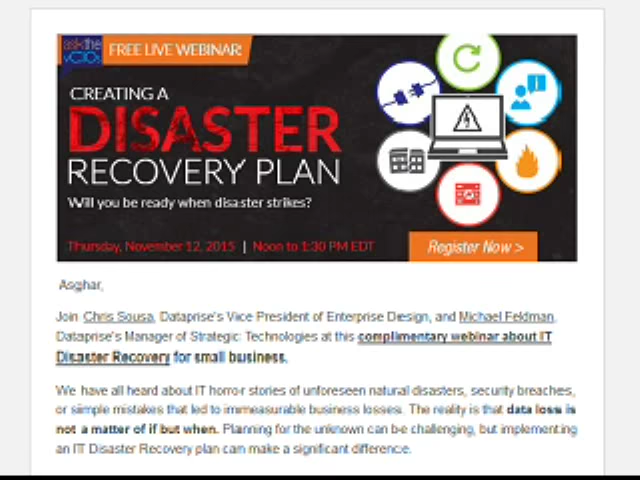 askthe
vCIOs
FREE LIVE WEBINAR:
CREATING A
DISASTER
RECOVERY PLAN
Will you be ready when disaster strikes?
Thursday, November 12, 2015 | Noon to 1:30 PM EDT
Register Now >
Asghar,
Join Chris Sousa, Dataprise's Vice President of Enterprise Design, and Michael Feldman,
Dataprise's Manager of Strategic Technologies at this complimentary webinar about IT
Disaster Recovery for small business.
We have all heard about IT horror stories of unforeseen natural disasters, security breaches,
or simple mistakes that led to immeasurable business losses. The reality is that data loss is
not a matter of if but when. Planning for the unknown can be challenging, but implementing
an IT Disaster Recovery plan can make a significant difference.